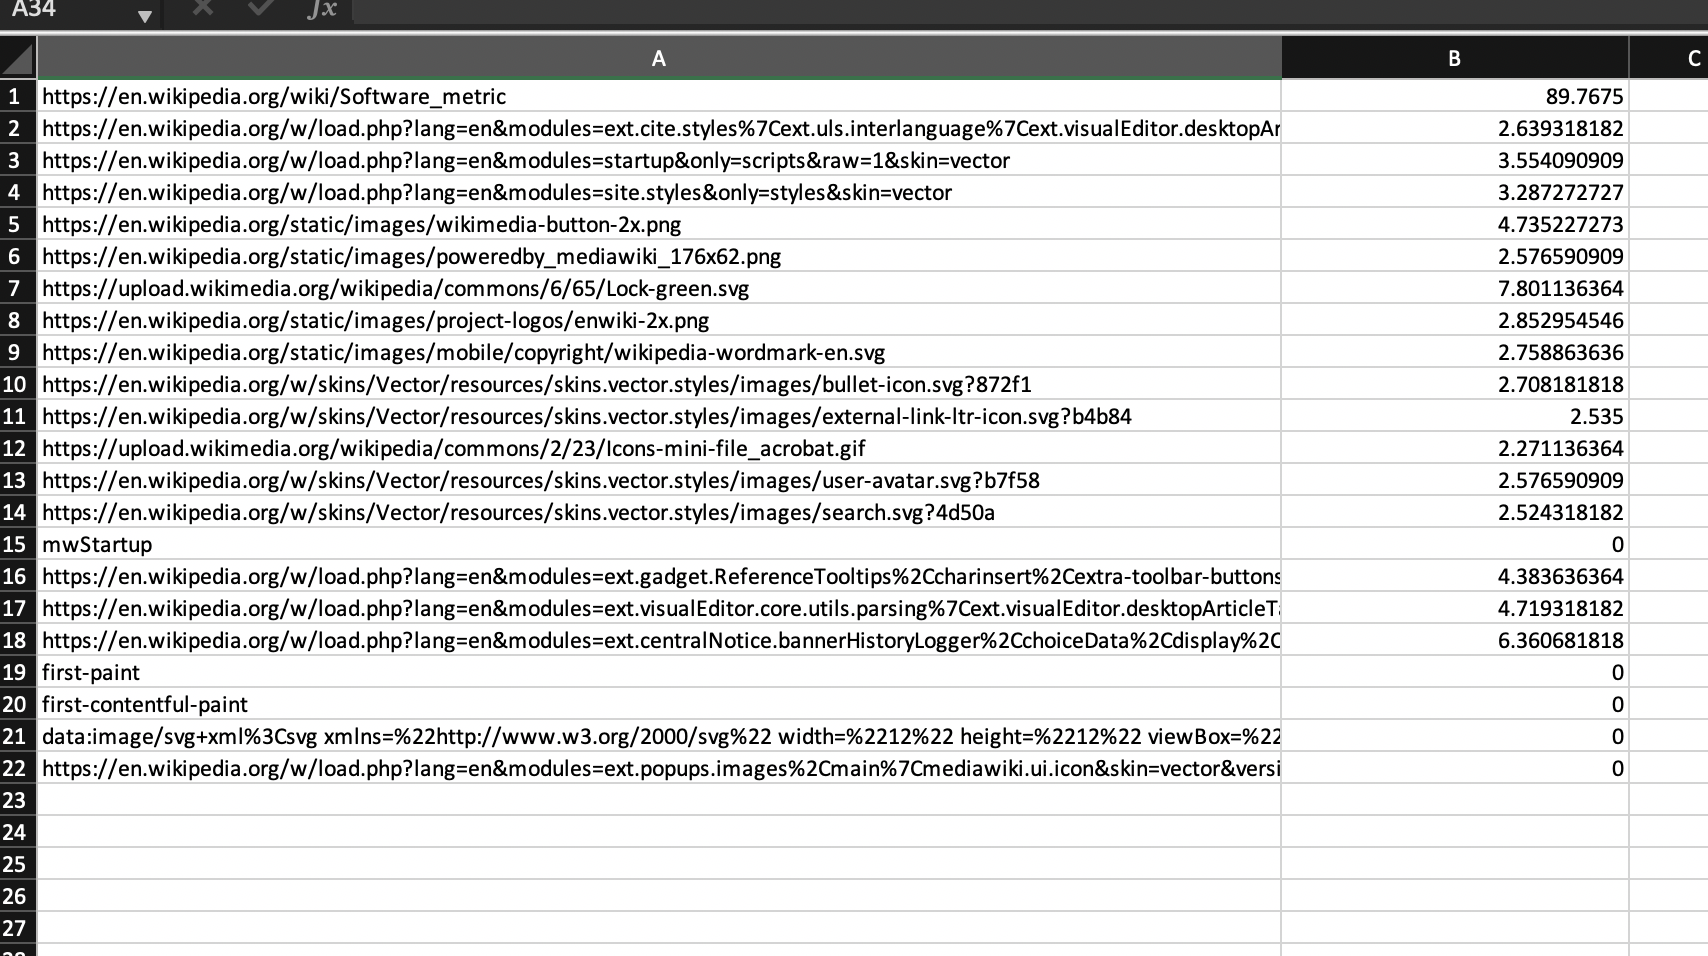 A34 fx
A B C
1 https://en.wikipedia.org/wiki/Software_metric 89.7675
2 https://en.wikipedia.org/w/load.php?lang=en&modules=ext.cite.styles%7Cext.uls.interlanguage%7Cext.visualEditor.desktopAr 2.639318182
3 https://en.wikipedia.org/w/load.php?lang=en&modules=startup&only=scripts&raw=1&skin=vector 3.554090909
4 https://en.wikipedia.org/w/load.php?lang=en&modules=site.styles&only=styles&skin=vector 3.287272727
5 https://en.wikipedia.org/static/images/wikimedia-button-2x.png 4.735227273
6 https://en.wikipedia.org/static/images/poweredby_mediawiki_176x62.png 2.576590909
7 https://upload.wikimedia.org/wikipedia/commons/6/65/Lock-green.svg 7.801136364
8 https://en.wikipedia.org/static/images/project-logos/enwiki-2x.png 2.852954546
9 https://en.wikipedia.org/static/images/mobile/copyright/wikipedia-wordmark-en.svg 2.758863636
10 https://en.wikipedia.org/w/skins/Vector/resources/skins.vector.styles/images/bullet-icon.svg?872f1 2.708181818
11 https://en.wikipedia.org/w/skins/Vector/resources/skins.vector.styles/images/external-link-ltr-icon.svg?b4b84 2.535
12 https://upload.wikimedia.org/wikipedia/commons/2/23/Icons-mini-file_acrobat.gif 2.271136364
13 https://en.wikipedia.org/w/skins/Vector/resources/skins.vector.styles/images/user-avatar.svg?b7f58 2.576590909
14 https://en.wikipedia.org/w/skins/Vector/resources/skins.vector.styles/images/search.svg?4d50a 2.524318182
15 mwStartup 0
16 https://en.wikipedia.org/w/load.php?lang=en&modules=ext.gadget.ReferenceTooltips%2Ccharinsert%2Cextra-toolbar-buttons 4.383636364
17 https://en.wikipedia.org/w/load.php?lang=en&modules=ext.visualEditor.core.utils.parsing%7Cext.visualEditor.desktopArticleTa 4.719318182
18 https://en.wikipedia.org/w/load.php?lang=en&modules=ext.centralNotice.bannerHistoryLogger%2CchoiceData%2Cdisplay%2C 6.360681818
19 first-paint 0
20 first-contentful-paint 0
21 data:image/svg+xml%3Csvg xmlns=%22http://www.w3.org/2000/svg%22 width=%2212%22 height=%2212%22 viewBox=%22 0
22 https://en.wikipedia.org/w/load.php?lang=en&modules=ext.popups.images%2Cmain%7Cmediawiki.ui.icon&skin=vector&versi 0
23
24
25
26
27